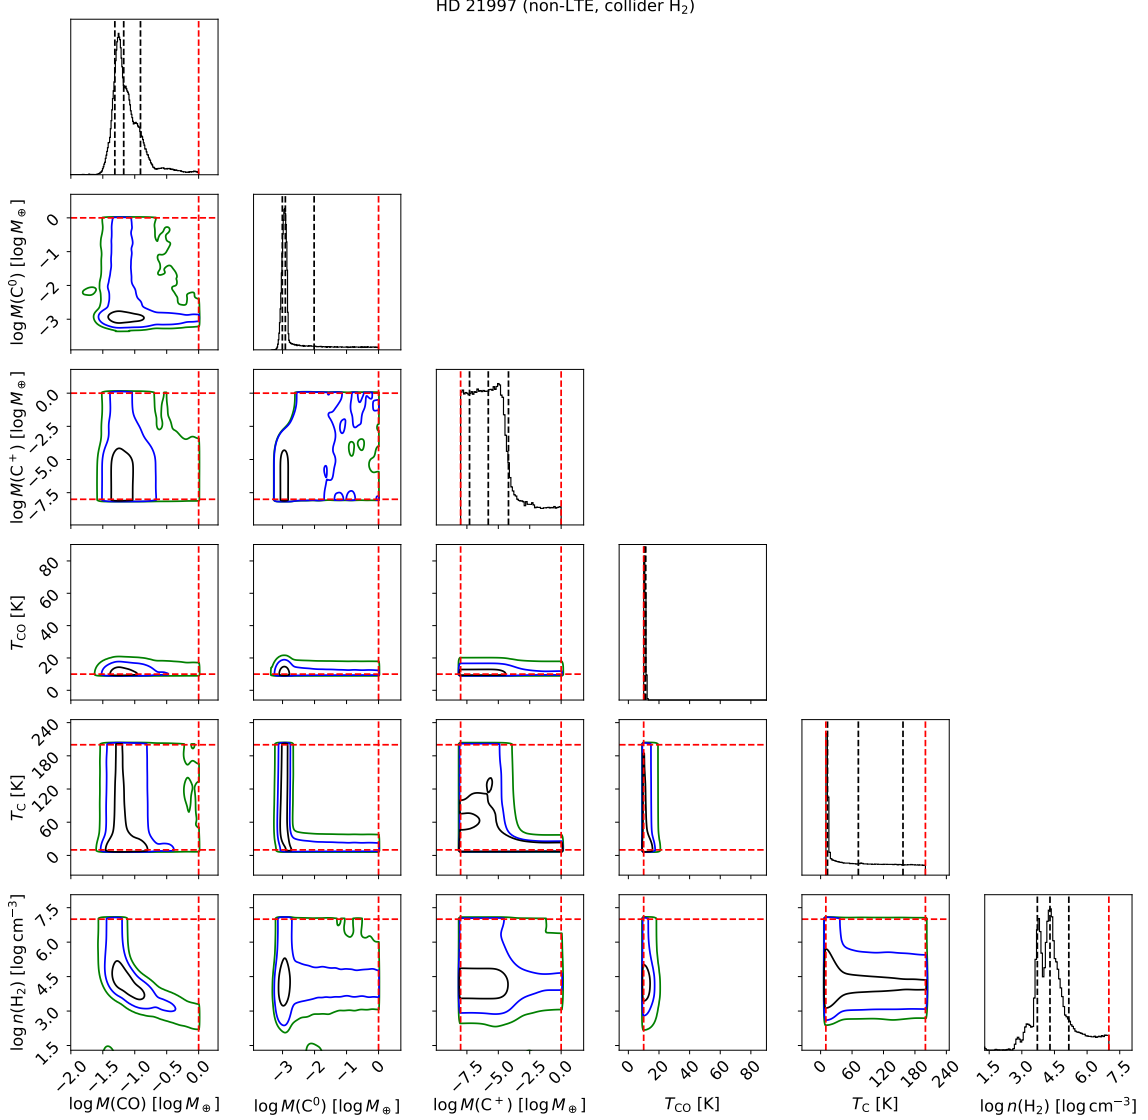 HD 21997 (non-LTE, collider H₂)
log M(C⁰) [log M⊕]
0
−1
−2
−3
log M(C⁺) [log M⊕]
0.0
−2.5
−5.0
−7.5
T_CO [K]
80
60
40
20
0
T_C [K]
240
180
120
60
0
log n(H₂) [log cm⁻³]
7.5
6.0
4.5
3.0
1.5
−2.0 −1.5 −1.0 −0.5 0.0
−3 −2 −1 0
−7.5 −5.0 −2.5 0.0
0 20 40 60 80
0 60 120 180 240
1.5 3.0 4.5 6.0 7.5
log M(CO) [log M⊕] log M(C⁰) [log M⊕] log M(C⁺) [log M⊕] T_CO [K] T_C [K] log n(H₂) [log cm⁻³]